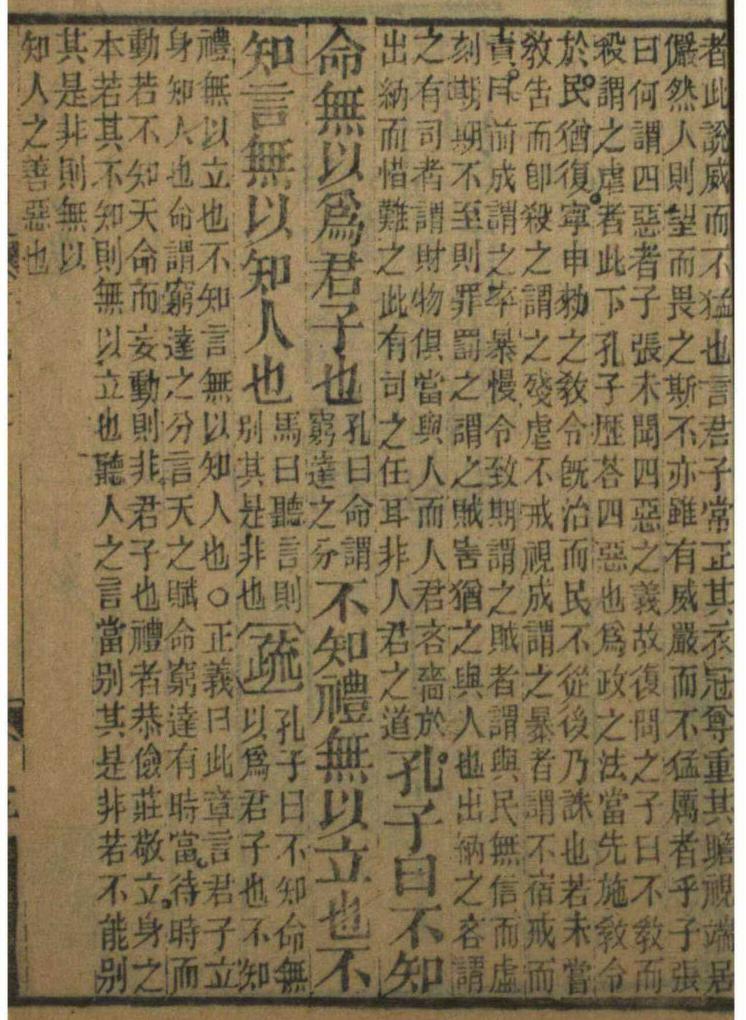 者此說威而不猛也言君子常正其衣冠尊重其瞻視端居
儼然人則望而畏之斯不亦雖有威嚴而不猛厲者乎子張
曰何謂四惡者子張未聞四惡之義故復問之子曰不教而
殺謂之虐者此下孔子歷荅四惡也為政之法當先施教令
於民猶復寧申勑之教令旣治而民不從後乃誅也若未嘗
教告而即殺之謂之殘虐不戒視成謂之暴者謂不宿戒而
責目前成謂之卒暴慢令致期謂之賊者謂與民無信而虛
刻期期不至則罪罰之謂之賊害猶之與人也出納之吝謂
之有司者謂財物俱當與人而人君吝嗇於
出納而惜難之此有司之任耳非人君之道孔子曰不知
命無以爲君子也孔曰命謂窮達之分不知禮無以立也不
知言無以知人也馬曰聽言則別其是非也疏孔子曰不知命無以爲君子也不知
禮無以立也不知言無以知人也○正義曰此章言君子立
身知人也命謂窮達之分言天之賦命窮達有時當待時而
動若不知天命而妄動則非君子也禮者恭儉莊敬立身之
本若其不知則無以立也聽人之言當別其是非若不能別
其是非則無以
知人之善惡也